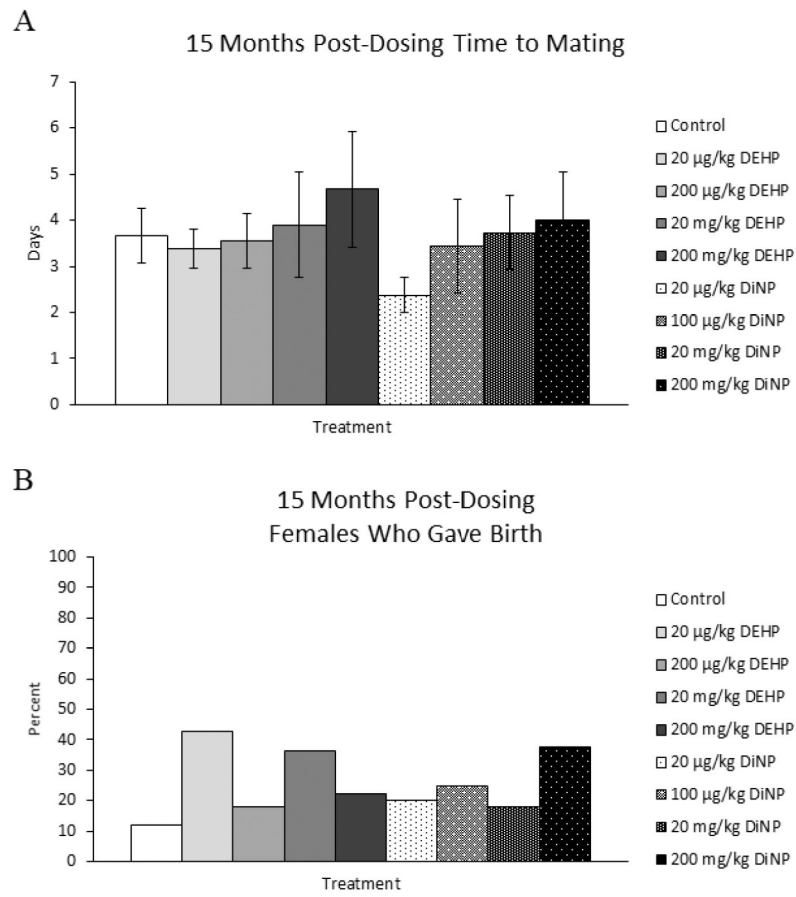 A
15 Months Post-Dosing Time to Mating
7
6
5
4
3
2
1
0
Days
Treatment
Control
20 µg/kg DEHP
200 µg/kg DEHP
20 mg/kg DEHP
200 mg/kg DEHP
20 µg/kg DiNP
100 µg/kg DiNP
20 mg/kg DiNP
200 mg/kg DiNP
B
15 Months Post-Dosing
Females Who Gave Birth
100
90
80
70
60
50
40
30
20
10
0
Percent
Treatment
Control
20 µg/kg DEHP
200 µg/kg DEHP
20 mg/kg DEHP
200 mg/kg DEHP
20 µg/kg DiNP
100 µg/kg DiNP
20 mg/kg DiNP
200 mg/kg DiNP